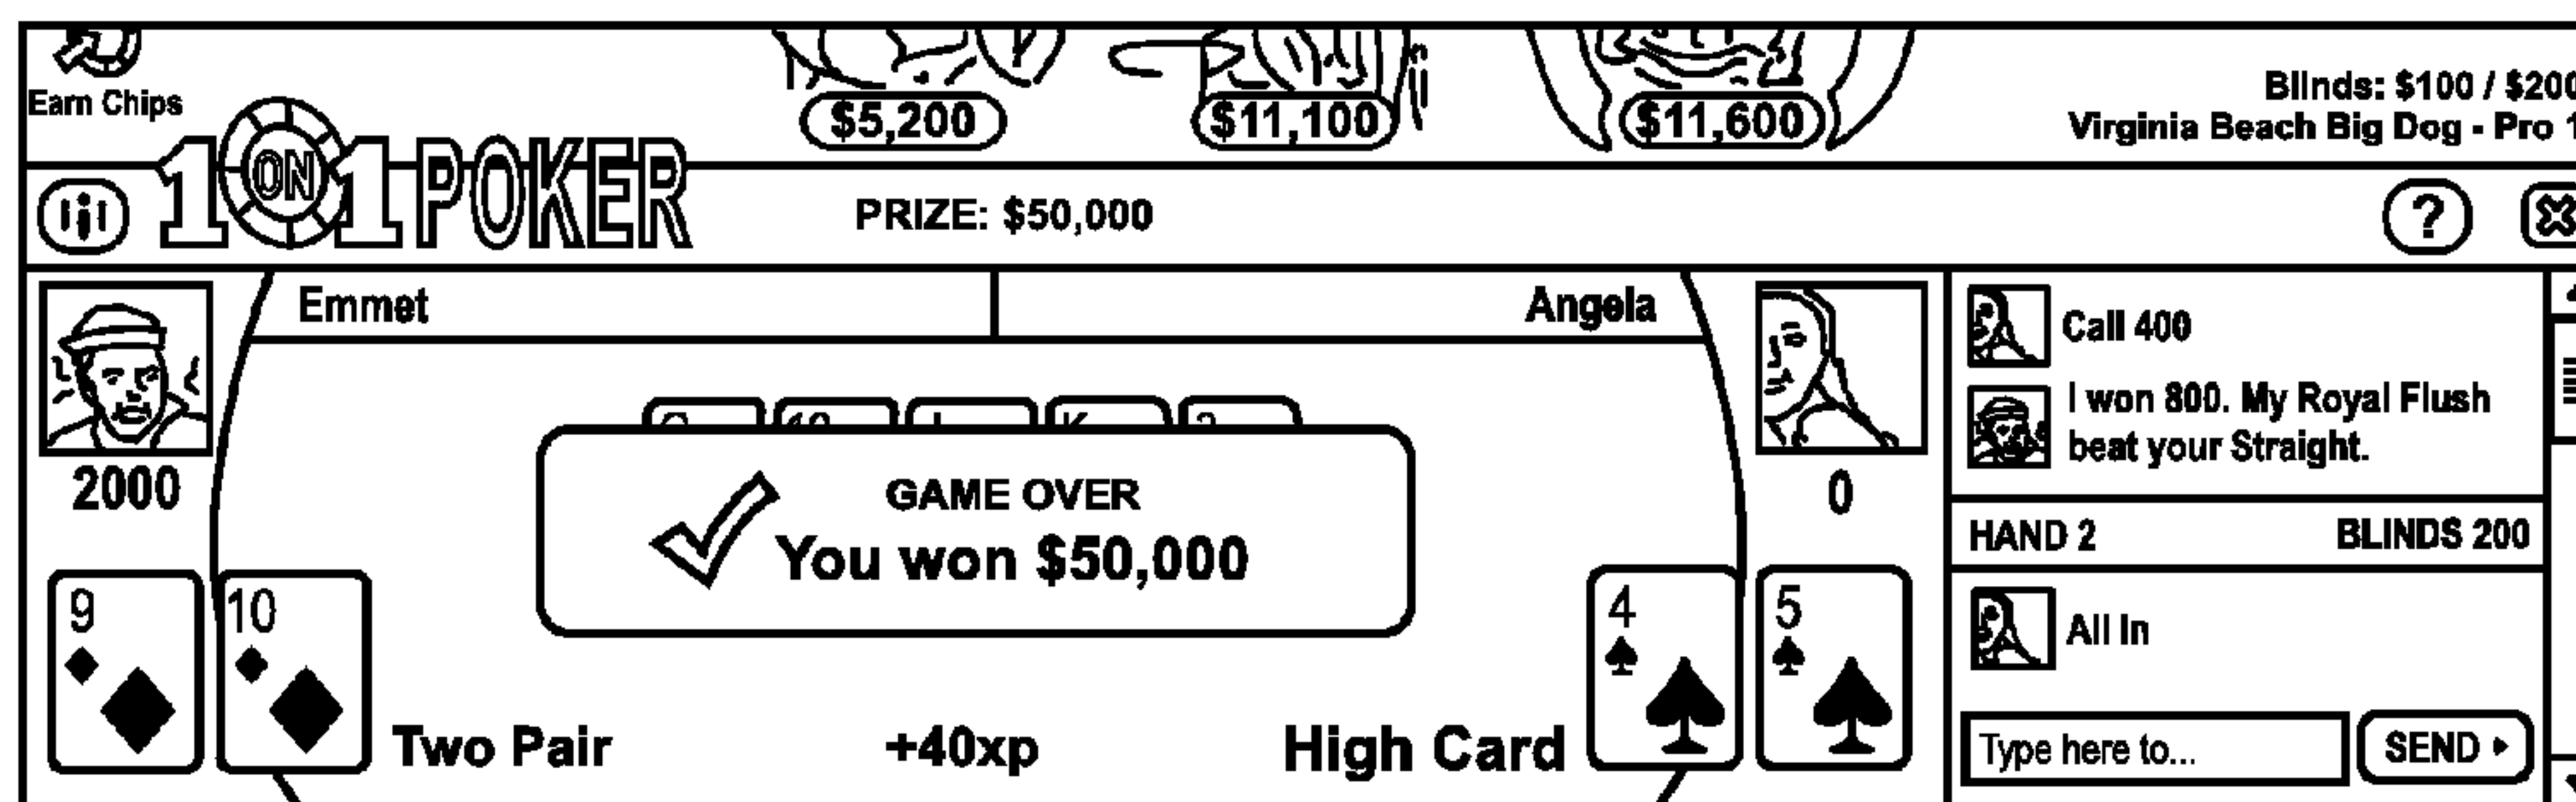 Earn Chips
$5,200
$11,100
$11,600
Blinds: $100 / $200
Virginia Beach Big Dog - Pro 1
1 ON 1 POKER
PRIZE: $50,000
?
Emmet
Angela
2000
0
10
K
GAME OVER
You won $50,000
9
10
4
5
Two Pair
+40xp
High Card
Call 400
I won 800. My Royal Flush
beat your Straight.
HAND 2
BLINDS 200
All In
Type here to...
SEND